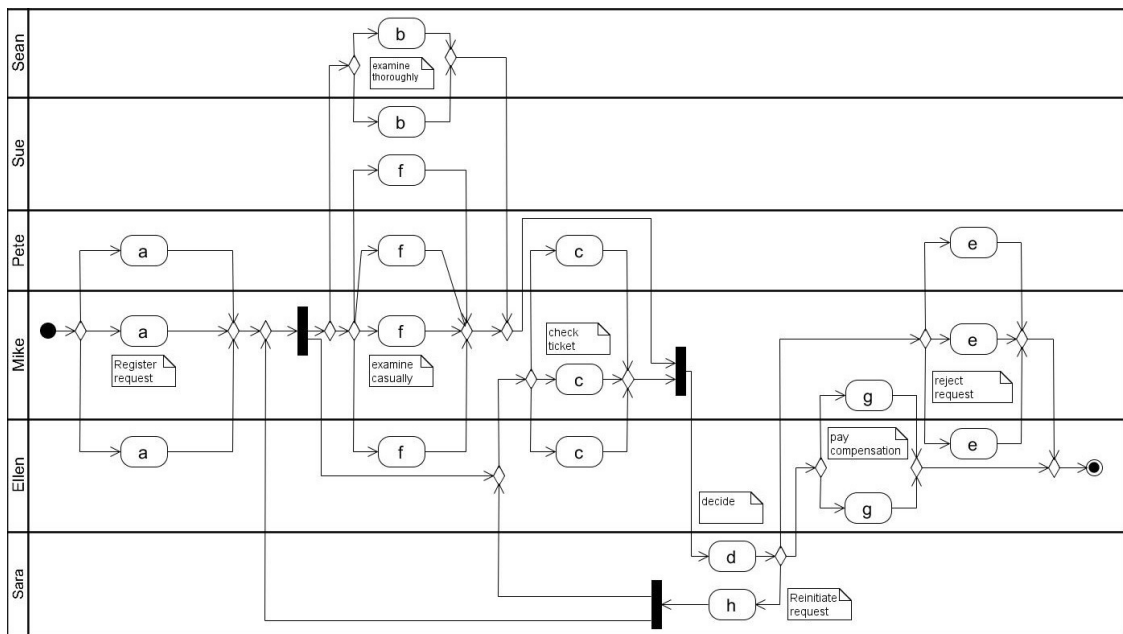 Sean
b
examine
thoroughly
b
Sue
f
Pete
a
f
c
e
Mike
a
Register
request
f
examine
casually
check
ticket
c
e
reject
request
g
Ellen
a
f
c
pay
compensation
e
g
decide
Sara
d
h
Reinitiate
request